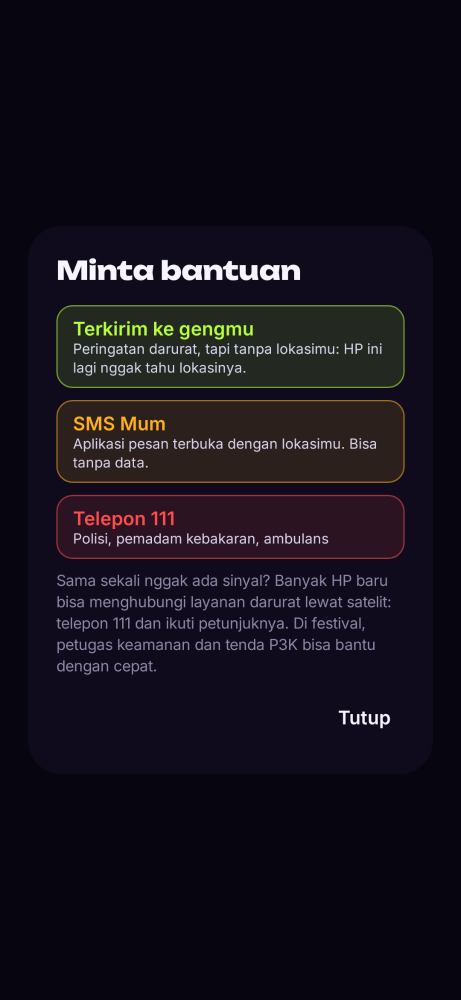 Minta bantuan
Terkirim ke gengmu
Peringatan darurat, tapi tanpa lokasimu: HP ini
lagi nggak tahu lokasinya.
SMS Mum
Aplikasi pesan terbuka dengan lokasimu. Bisa
tanpa data.
Telepon 111
Polisi, pemadam kebakaran, ambulans
Sama sekali nggak ada sinyal? Banyak HP baru
bisa menghubungi layanan darurat lewat satelit:
telepon 111 dan ikuti petunjuknya. Di festival,
petugas keamanan dan tenda P3K bisa bantu
dengan cepat.
Tutup